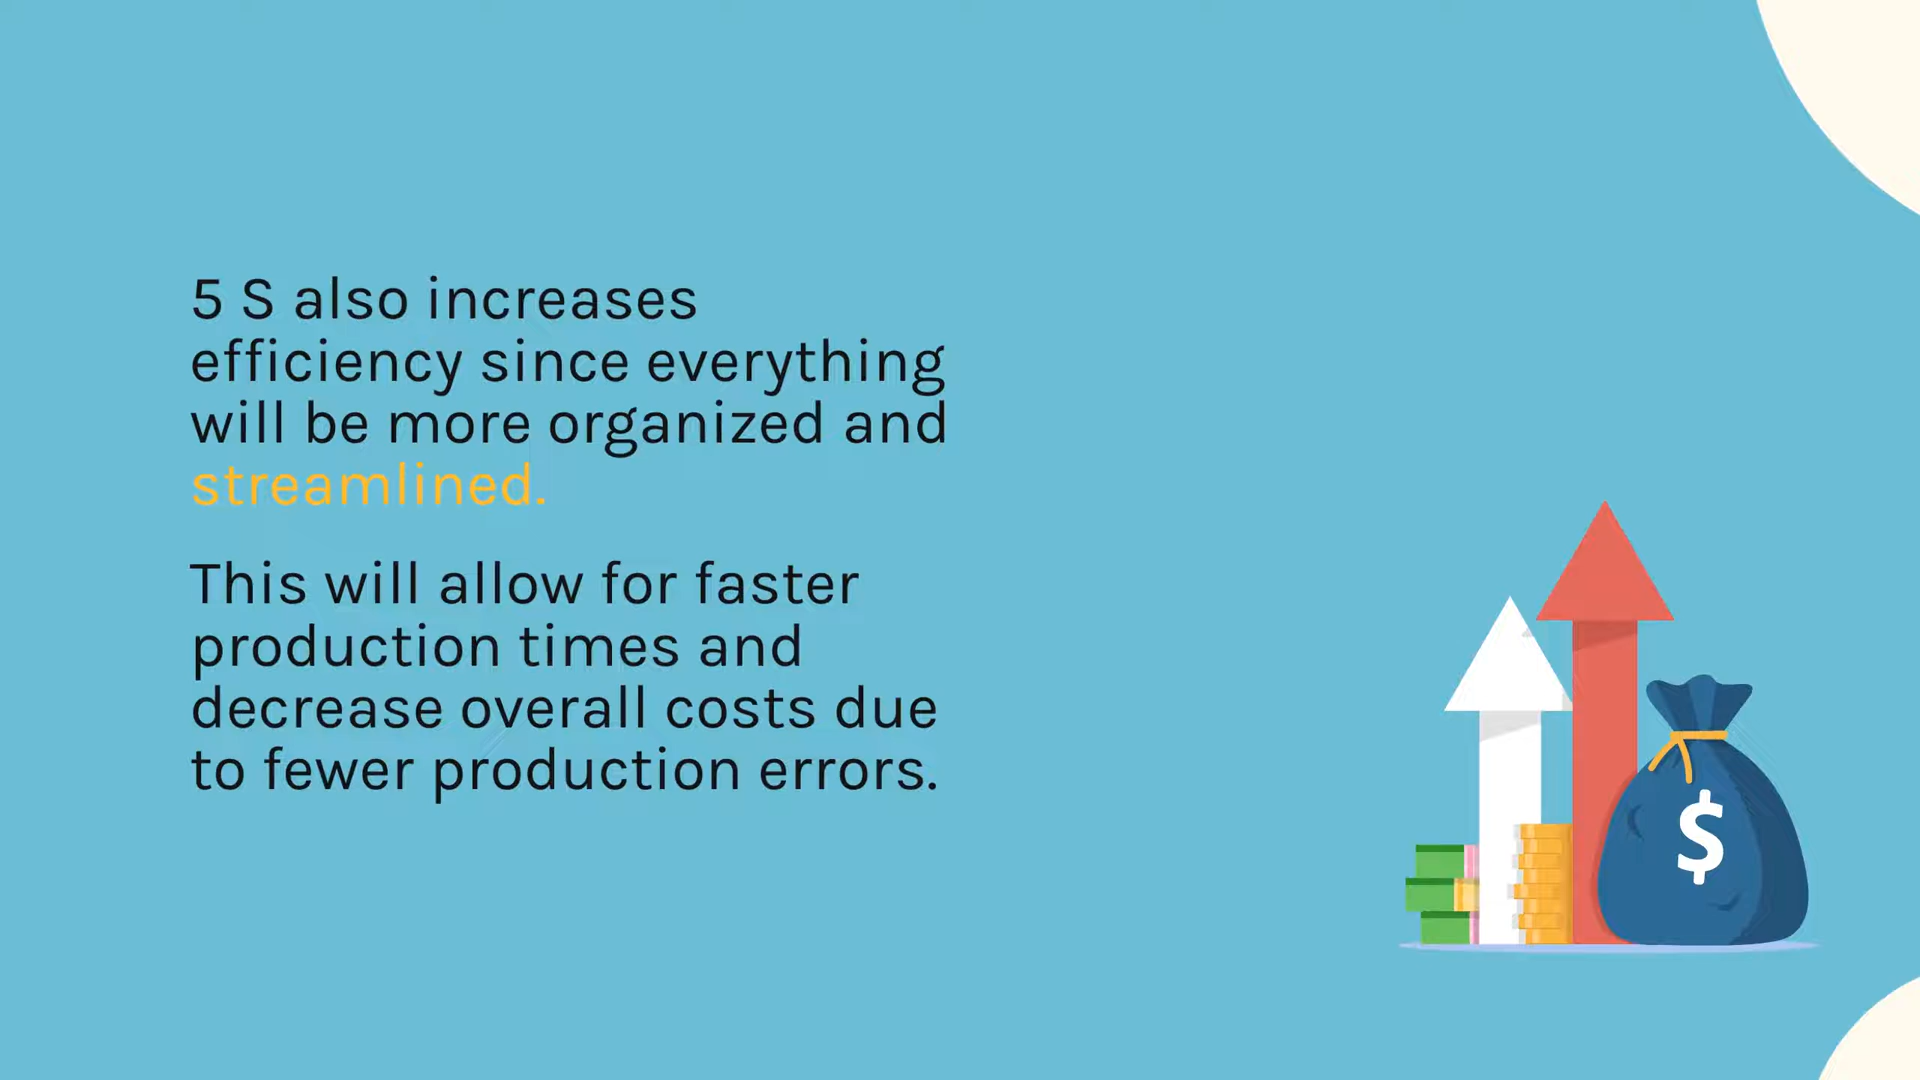 5 S also increases
efficiency since everything
will be more organized and
streamlined.
This will allow for faster
production times and
decrease overall costs due
to fewer production errors.
$